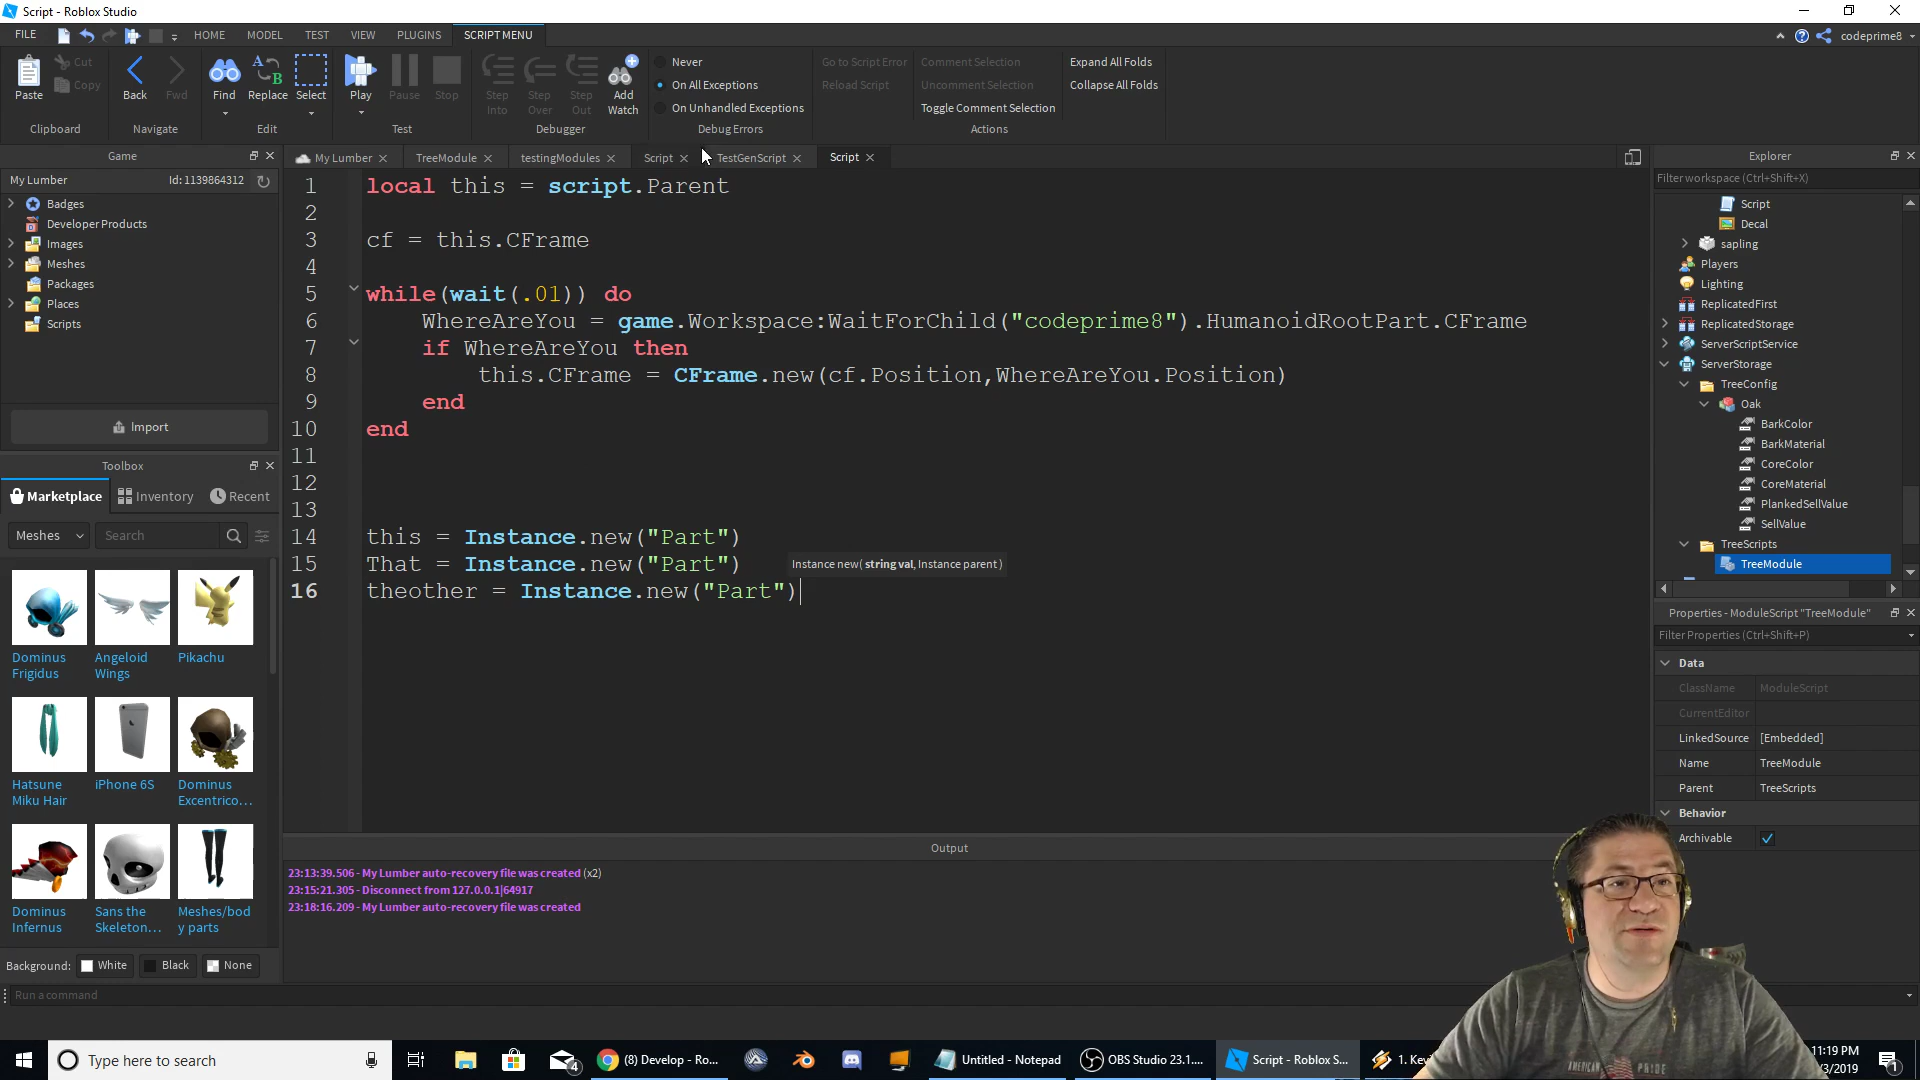 Script - Roblox Studio
FILE HOME MODEL TEST VIEW PLUGINS SCRIPT MENU codeprime8
Paste Cut Copy Back Fwd Find Replace Select Play Pause Stop Step Into Step Over Step Out Add Watch
Never
On All Exceptions
On Unhandled Exceptions
Go to Script Error
Reload Script
Comment Selection
Uncomment Selection
Toggle Comment Selection
Expand All Folds
Collapse All Folds
Clipboard Navigate Edit Test Debugger Debug Errors Actions
Game
My Lumber Id:1139864312
Badges
Developer Products
Images
Meshes
Packages
Places
Scripts
Import
Toolbox
Marketplace Inventory Recent
Meshes Search
Dominus Frigidus
Angeloid Wings
Pikachu
Hatsune Miku Hair
iPhone 6S
Dominus Excentrico...
Dominus Infernus
Sans the Skeleton...
Meshes/bod y parts
Background: White Black None
Run a command
My Lumber TreeModule testingModules Script TestGenScript Script
1 local this = script.Parent
2
3 cf = this.CFrame
4
5 while(wait(.01)) do
6 WhereAreYou = game.Workspace:WaitForChild("codeprime8").HumanoidRootPart.CFrame
7 if WhereAreYou then
8 this.CFrame = CFrame.new(cf.Position,WhereAreYou.Position)
9 end
10 end
11
12
13
14 this = Instance.new("Part")
15 That = Instance.new("Part")
Instance new( string val, Instance parent )
16 theother = Instance.new("Part")
Output
23:13:39.506 - My Lumber auto-recovery file was created (x2)
23:15:21.305 - Disconnect from 127.0.0.1|64917
23:18:16.209 - My Lumber auto-recovery file was created
Explorer
Filter workspace (Ctrl+Shift+X)
Script
Decal
sapling
Players
Lighting
ReplicatedFirst
ReplicatedStorage
ServerScriptService
ServerStorage
TreeConfig
Oak
BarkColor
BarkMaterial
CoreColor
CoreMaterial
PlankedSellValue
SellValue
TreeScripts
TreeModule
Properties - ModuleScript "TreeModule"
Filter Properties (Ctrl+Shift+P)
Data
ClassName ModuleScript
CurrentEditor
LinkedSource [Embedded]
Name TreeModule
Parent TreeScripts
Behavior
Archivable
AMERICAN PRIDE
Type here to search
4
(8) Develop - Ro...
Untitled - Notepad
OBS Studio 23.1....
Script - Roblox S...
1. Kev
11:19 PM
/3/2019
1